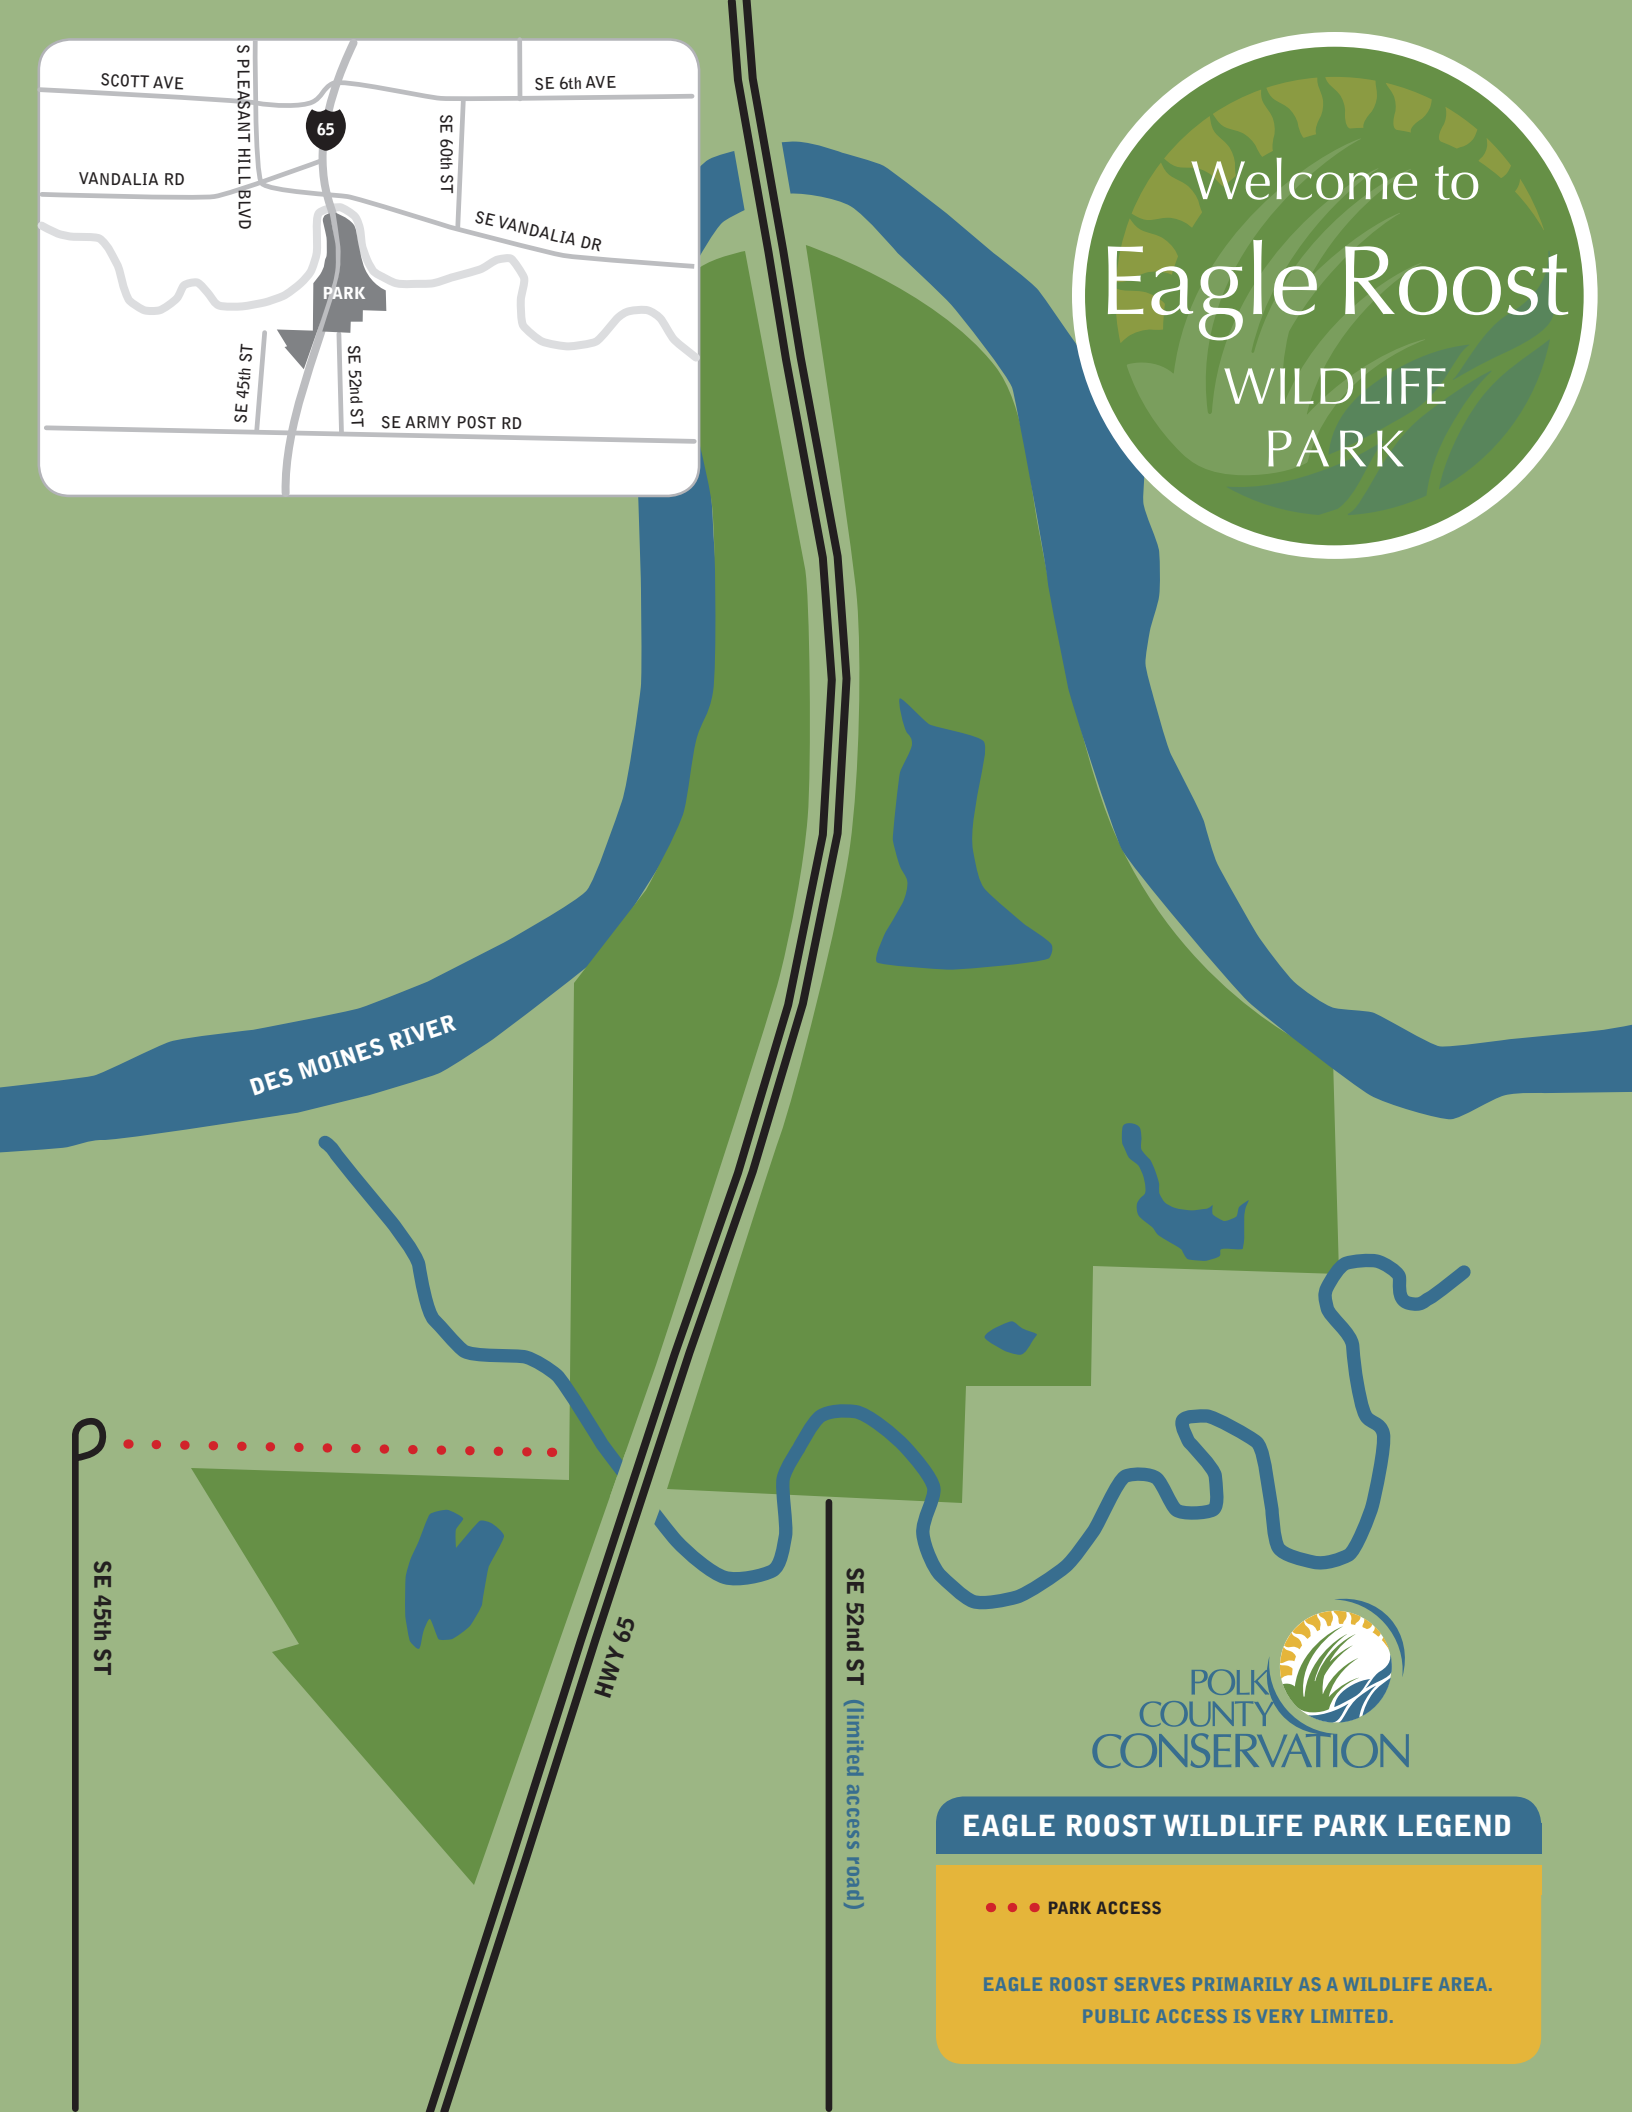 S PLEASANT HILL BLVD
SCOTT AVE
SE 6th AVE
65
SE 60th ST
VANDALIA RD
SE VANDALIA DR
PARK
SE 45th ST
SE 52nd ST
SE ARMY POST RD
Welcome to
Eagle Roost
WILDLIFE
PARK
DES MOINES RIVER
SE 45th ST
HWY 65
SE 52nd ST (limited access road)
POLK
COUNTY
CONSERVATION
EAGLE ROOST WILDLIFE PARK LEGEND
PARK ACCESS
EAGLE ROOST SERVES PRIMARILY AS A WILDLIFE AREA.
PUBLIC ACCESS IS VERY LIMITED.